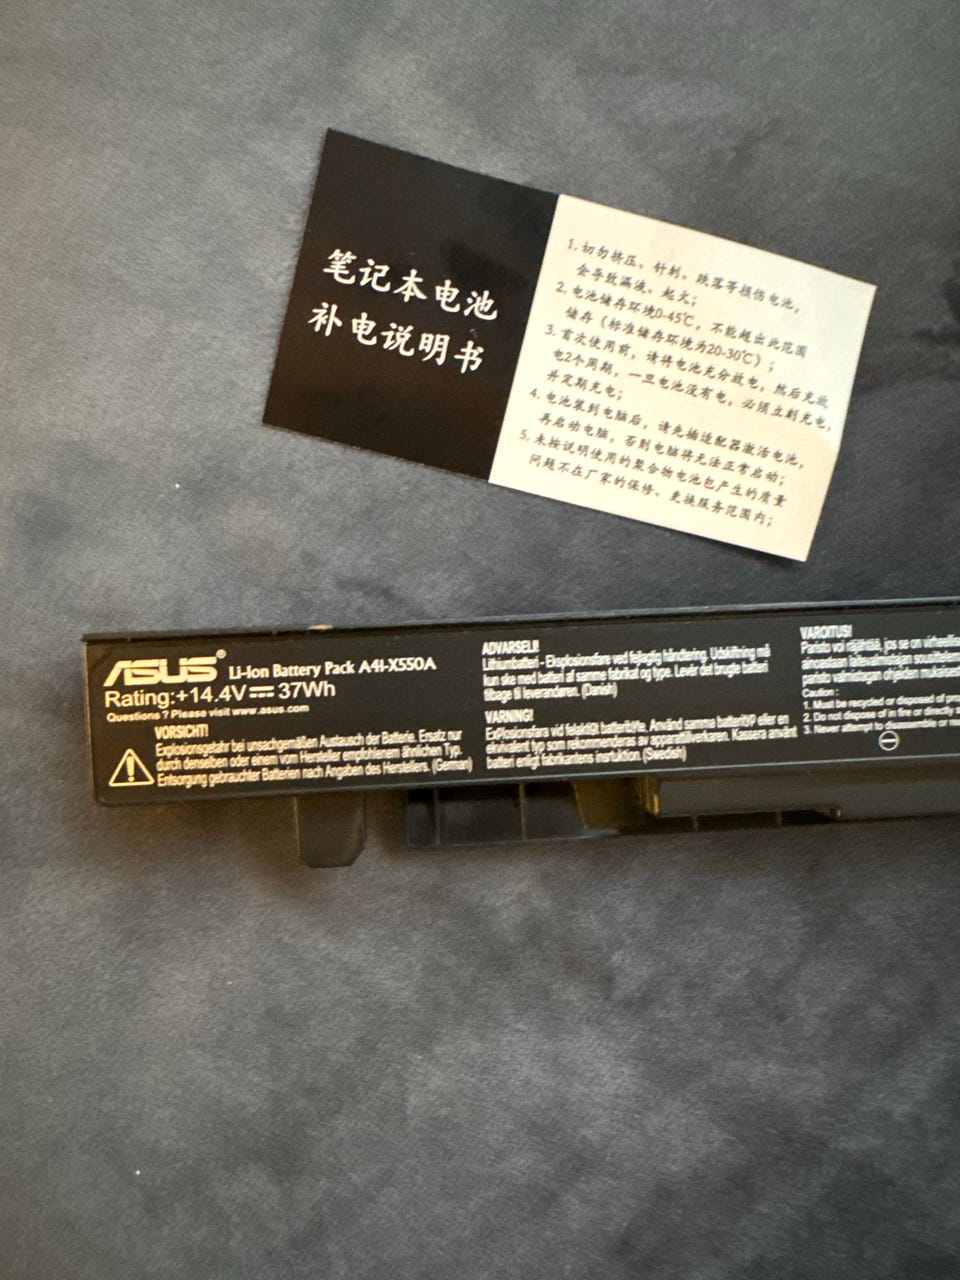 笔记本电池
补电说明书
1. 切勿挤压、针刺、跌落等损伤电池,
会导致漏液、起火;
2. 电池储存环境0-45℃, 不能超出此范围
储存 (标准储存环境为20-30℃) ;
3. 首次使用前, 请将电池充分放电, 然后充放
电2个周期, 一旦电池没有电, 必须立刻充电,
并定期充电;
4. 电池装到电脑后, 请先插适配器激活电池,
再启动电脑, 否则电脑将无法正常启动;
5. 未按说明使用的聚合物电池包产生的质量
问题不在厂家的保修、更换服务范围内;
ASUS® Li-Ion Battery Pack A41-X550A
Rating:+14.4V⎓ 37Wh
Questions ? Please visit www.asus.com
VORSICHT!
Explosionsgefahr bei unsachgemäßen Austausch der Batterie. Ersatz nur
durch denselben oder einem vom Hersteller empfohlenem ähnlichen Typ.
Entsorgung gebrauchter Batterien nach Angaben des Herstellers. (German)
ADVARSEL!!
Lithiumbatteri - Eksplosionsfare ved fejlagtig håndtering. Udskiftning må
kun ske med batteri af samme fabrikat og type. Levér det brugte batteri
tilbage til leverandøren. (Danish)
VARNING!
Explosionsfara vid felaktigt batteribyte. Använd samma batterityp eller en
ekvivalent typ som rekommenderas av apparattillverkaren. Kassera använt
batteri enligt fabrikantens instruktion. (Swedish)
VAROITUS!
Paristo voi räjähtää, jos se on
ainoastaan laitevalmistajan
paristo valmistajan ohjeiden
Caution :
1. Must be recycled or disposed of
2. Do not dispose of in fire or directly
3. Never attempt to disassemble or